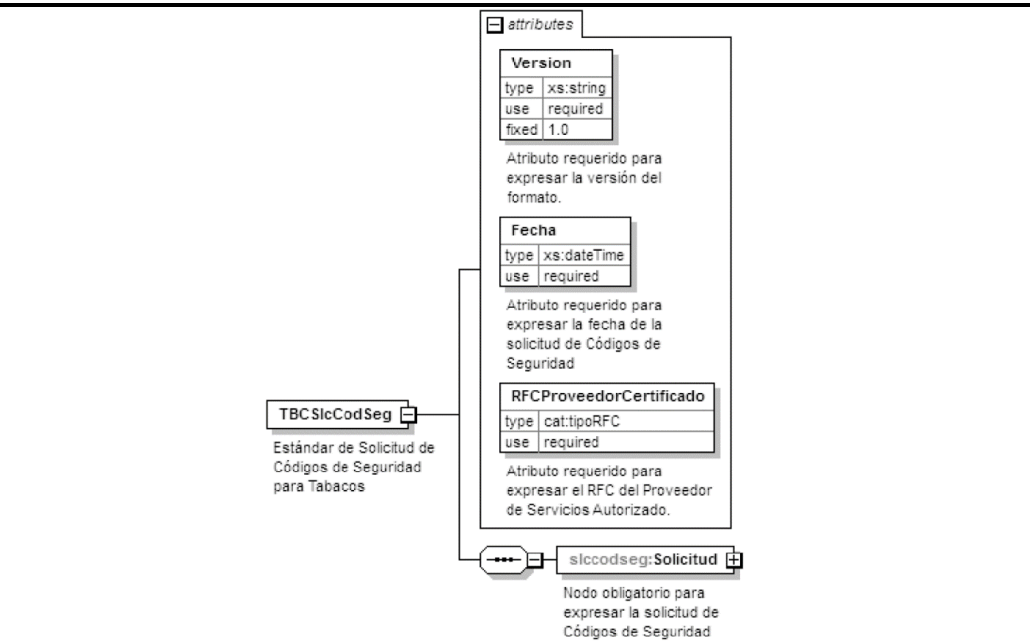 attributes
Version
type xs:string
use required
fixed 1.0
Atributo requerido para
expresar la versión del
formato.
Fecha
type xs:dateTime
use required
Atributo requerido para
expresar la fecha de la
solicitud de Códigos de
Seguridad
RFCProveedorCertificado
type cat:tipoRFC
use required
Atributo requerido para
expresar el RFC del Proveedor
de Servicios Autorizado.
TBCSlcCodSeg
Estándar de Solicitud de
Códigos de Seguridad
para Tabacos
slccodseg:Solicitud
Nodo obligatorio para
expresar la solicitud de
Códigos de Seguridad